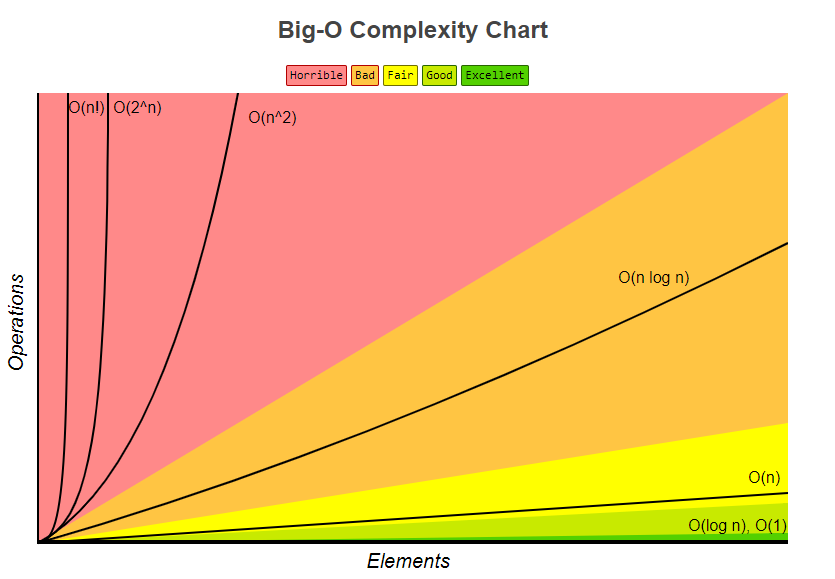 Big-O Complexity Chart
Horrible Bad Fair Good Excellent
O(n!) O(2^n)
O(n^2)
O(n log n)
O(n)
O(log n), O(1)
Operations
Elements